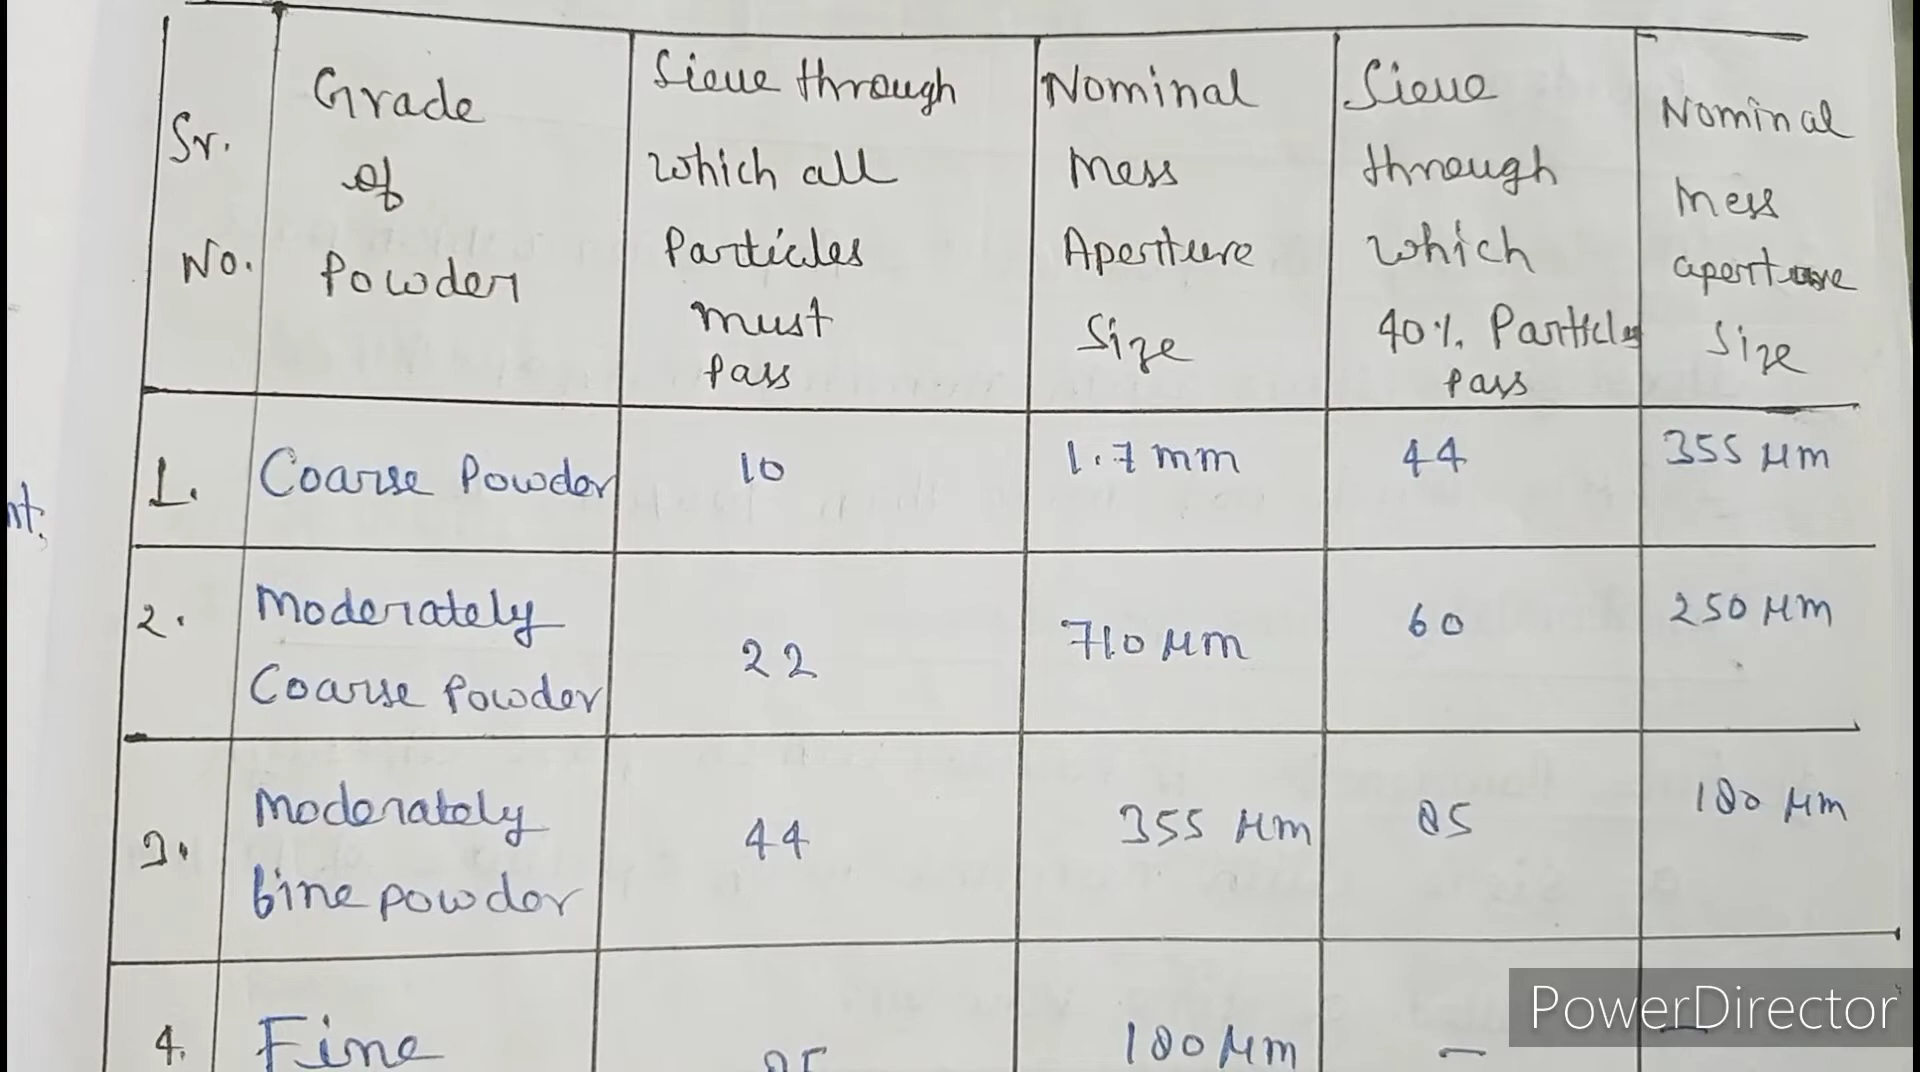 Sr.
No.
Grade
of
Powder
Sieve through
which all
Particles
must
Pass
Nominal
Mess
Aperture
Size
Sieve
through
which
40% Particles
Pass
Nominal
Mess
aperture
Size
1. Coarse Powder 10 1.7 mm 44 355 μm
2. Moderately
Coarse Powder 22 710 μm 60 250 μm
3. Moderately
fine powder 44 355 μm 85 180 μm
4. Fine 85 180 μm - -
nt.
PowerDirector